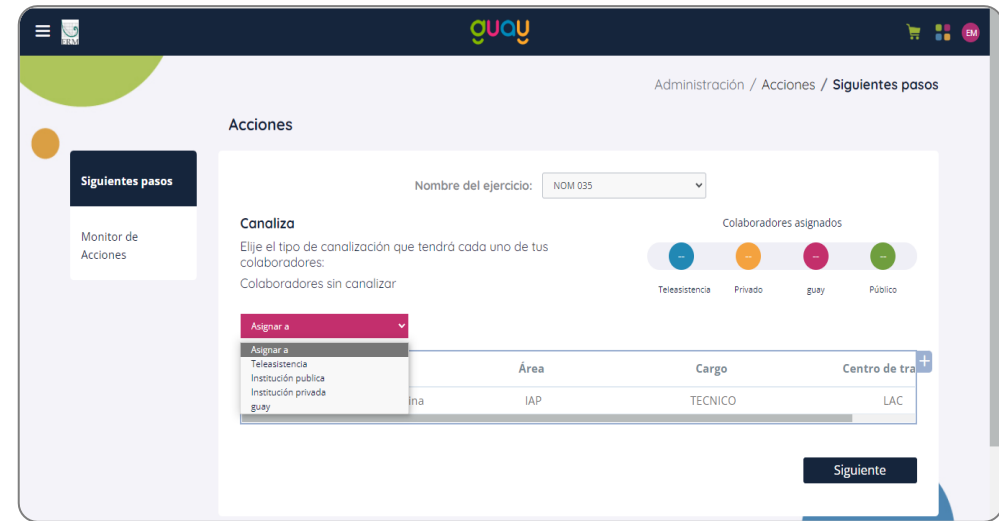 guay
ERM
EM
Administración / Acciones / Siguientes pasos
Acciones
Siguientes pasos
Monitor de
Acciones
Nombre del ejercicio: NOM 035
Canaliza
Elije el tipo de canalización que tendrá cada uno de tus
colaboradores:
Colaboradores sin canalizar
Colaboradores asignados
-- -- -- --
Teleasistencia Privado guay Público
Asignar a
Asignar a
Teleasistencia
Institución publica
Institución privada
guay
Área Cargo Centro de tra
ina IAP TECNICO LAC
+
Siguiente